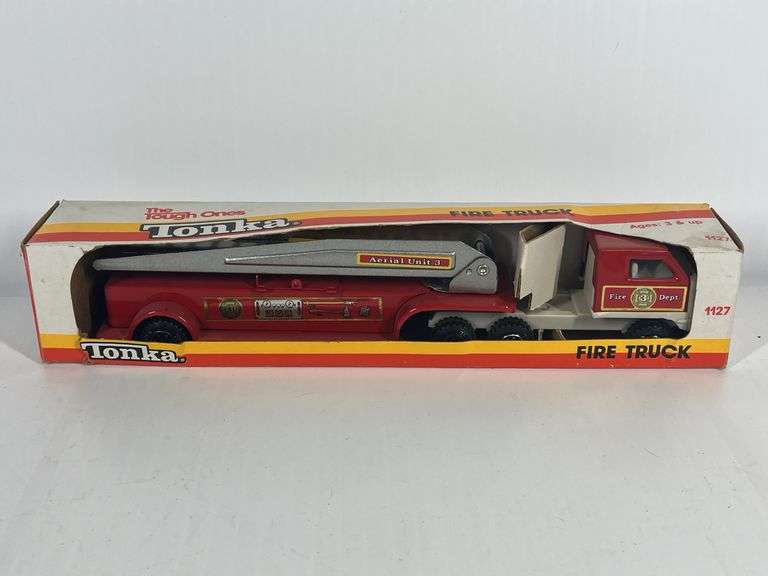 The
Tough Ones
Tonka®
FIRE TRUCK
Ages: 3 & up
1127
Aerial Unit 3
Fire 3 Dept
1127
Tonka®
FIRE TRUCK